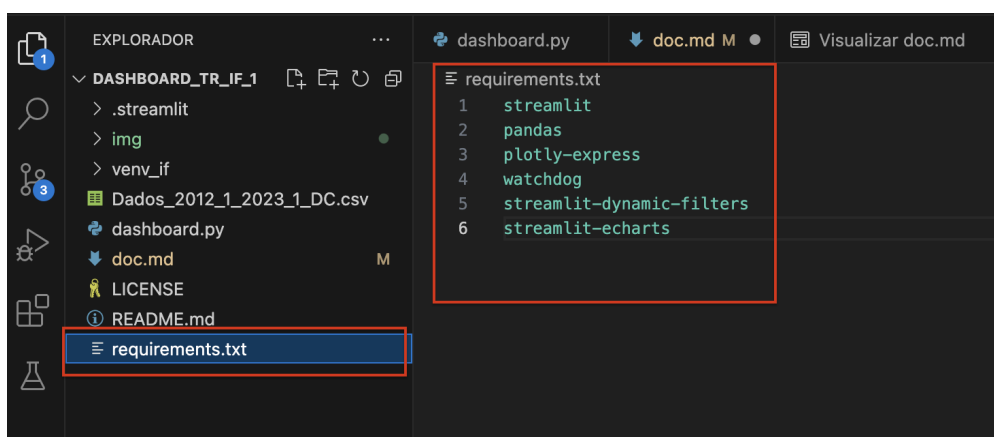 EXPLORADOR
DASHBOARD_TR_IF_1
.streamlit
img
venv_if
Dados_2012_1_2023_1_DC.csv
dashboard.py
doc.md M
LICENSE
README.md
requirements.txt
1
3
dashboard.py
doc.md M
Visualizar doc.md
requirements.txt
1 streamlit
2 pandas
3 plotly-express
4 watchdog
5 streamlit-dynamic-filters
6 streamlit-echarts